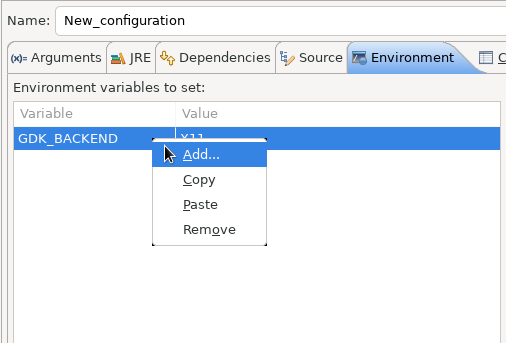 Name: New_configuration
(x)= Arguments JRE Dependencies Source Environment
Environment variables to set:
Variable Value
GDK_BACKEND X11
Add...
Copy
Paste
Remove